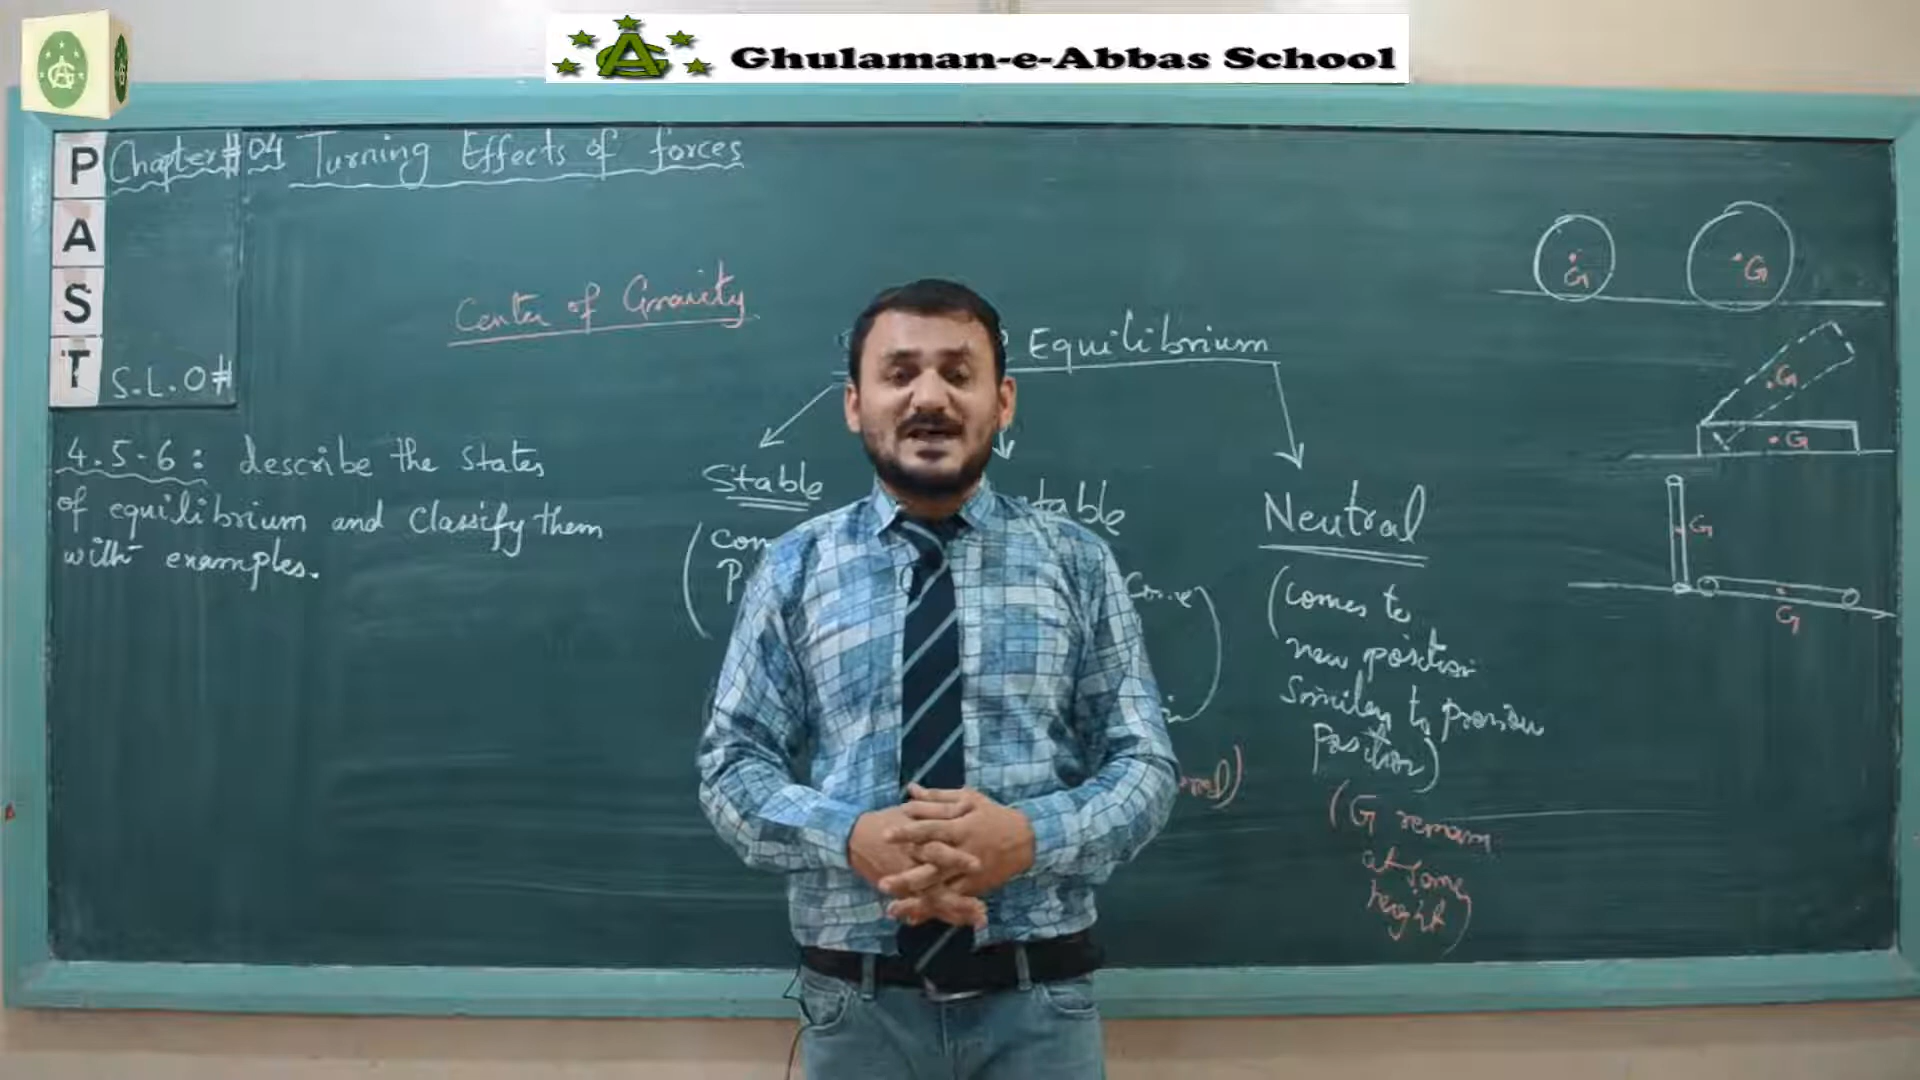 Ghulaman-e-Abbas School
P
A
S
T
Chapter # 04 Turning Effects of forces
S.L.O #
4.5.6: describe the states
of equilibrium and classify them
with examples.
Center of Gravity
Equilibrium
Stable
table
Neutral
(comes to
new position
Similar to
Position)
(G remain
at same
height)
G
G
G
G
G
G